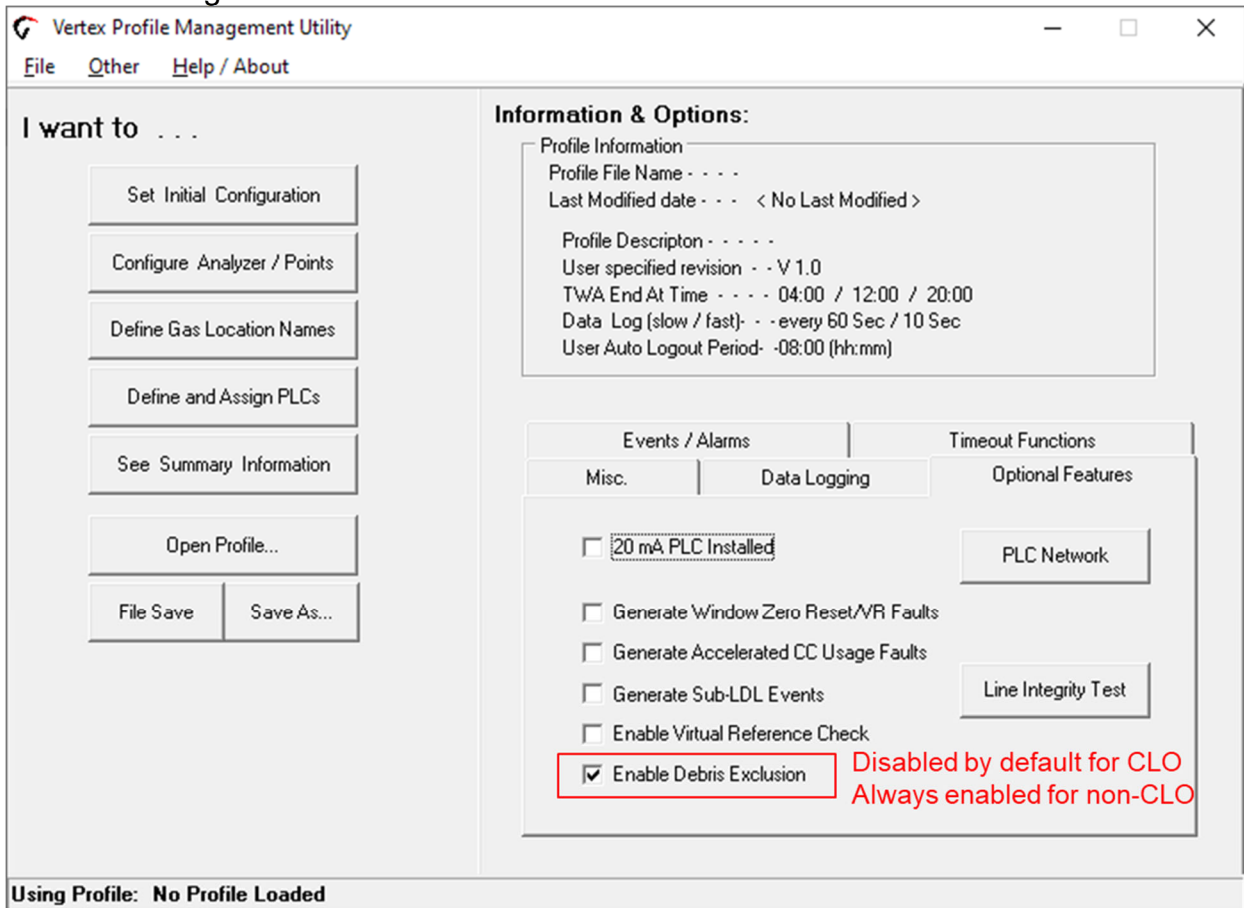 Vertex Profile Management Utility
File Other Help / About
I want to . . .
Set Initial Configuration
Configure Analyzer / Points
Define Gas Location Names
Define and Assign PLCs
See Summary Information
Open Profile...
File Save Save As...
Information & Options:
Profile Information
Profile File Name - - - -
Last Modified date - - - < No Last Modified >
Profile Descripton - - - - -
User specified revision - - V 1.0
TWA End At Time - - - - 04:00 / 12:00 / 20:00
Data Log (slow / fast)- - - every 60 Sec / 10 Sec
User Auto Logout Period- -08:00 (hh:mm)
Events / Alarms Timeout Functions
Misc. Data Logging Optional Features
20 mA PLC Installed
PLC Network
Generate Window Zero Reset/VR Faults
Generate Accelerated CC Usage Faults
Generate Sub-LDL Events
Line Integrity Test
Enable Virtual Reference Check
Enable Debris Exclusion
Disabled by default for CLO
Always enabled for non-CLO
Using Profile: No Profile Loaded